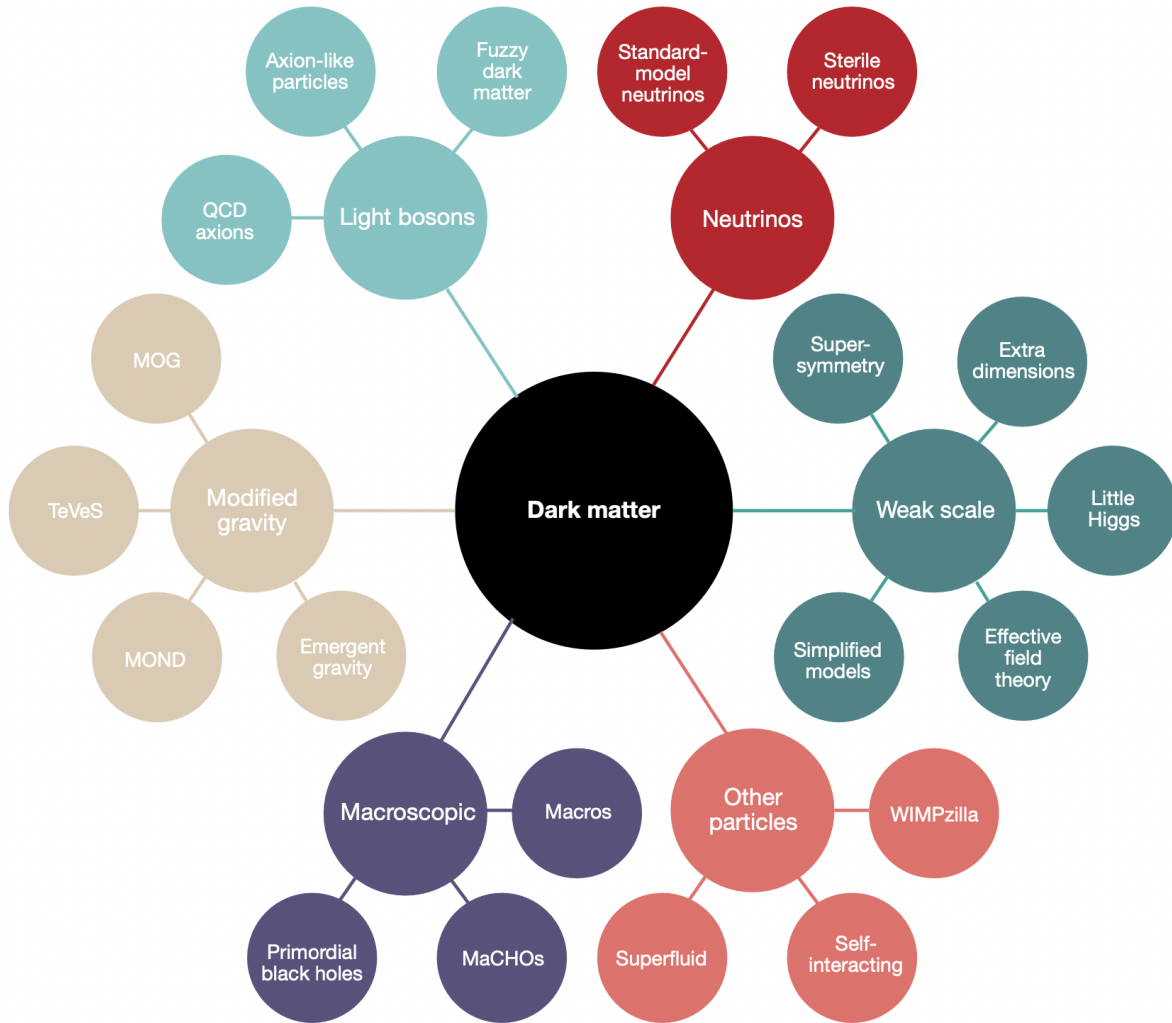 Axion-like
particles
Fuzzy
dark
matter
Standard-
model
neutrinos
Sterile
neutrinos
QCD
axions
Light bosons
Neutrinos
MOG
Super-
symmetry
Extra
dimensions
TeVeS
Modified
gravity
Dark matter
Weak scale
Little
Higgs
MOND
Emergent
gravity
Simplified
models
Effective
field
theory
Macroscopic
Macros
Other
particles
WIMPzilla
Primordial
black holes
MaCHOs
Superfluid
Self-
interacting